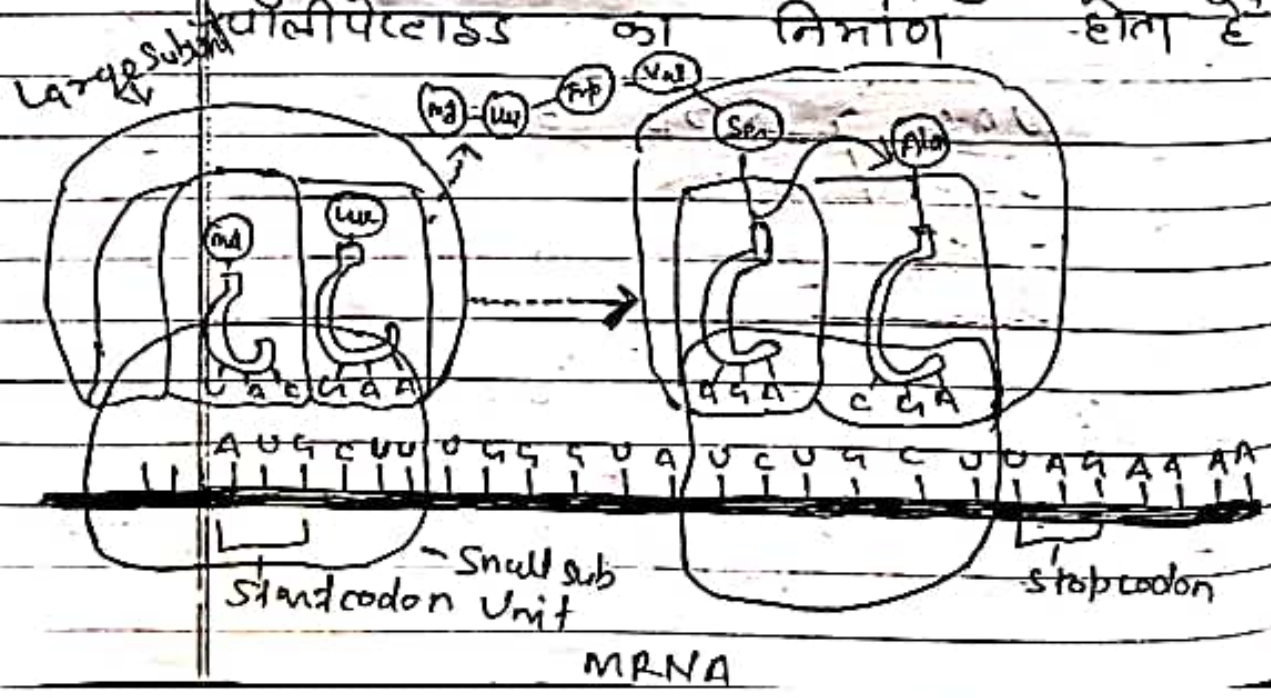 पॉलीपेप्टाइड का निर्माण होता है
Large Subunit
Met Leu Trp Val
Ser Ala
Met Leu
U A C G A A
A G A C G A
A U G C U U U G G G U A U C U G C U U A G A A A A
Start codon
Small sub
Unit
Stop codon
MRNA